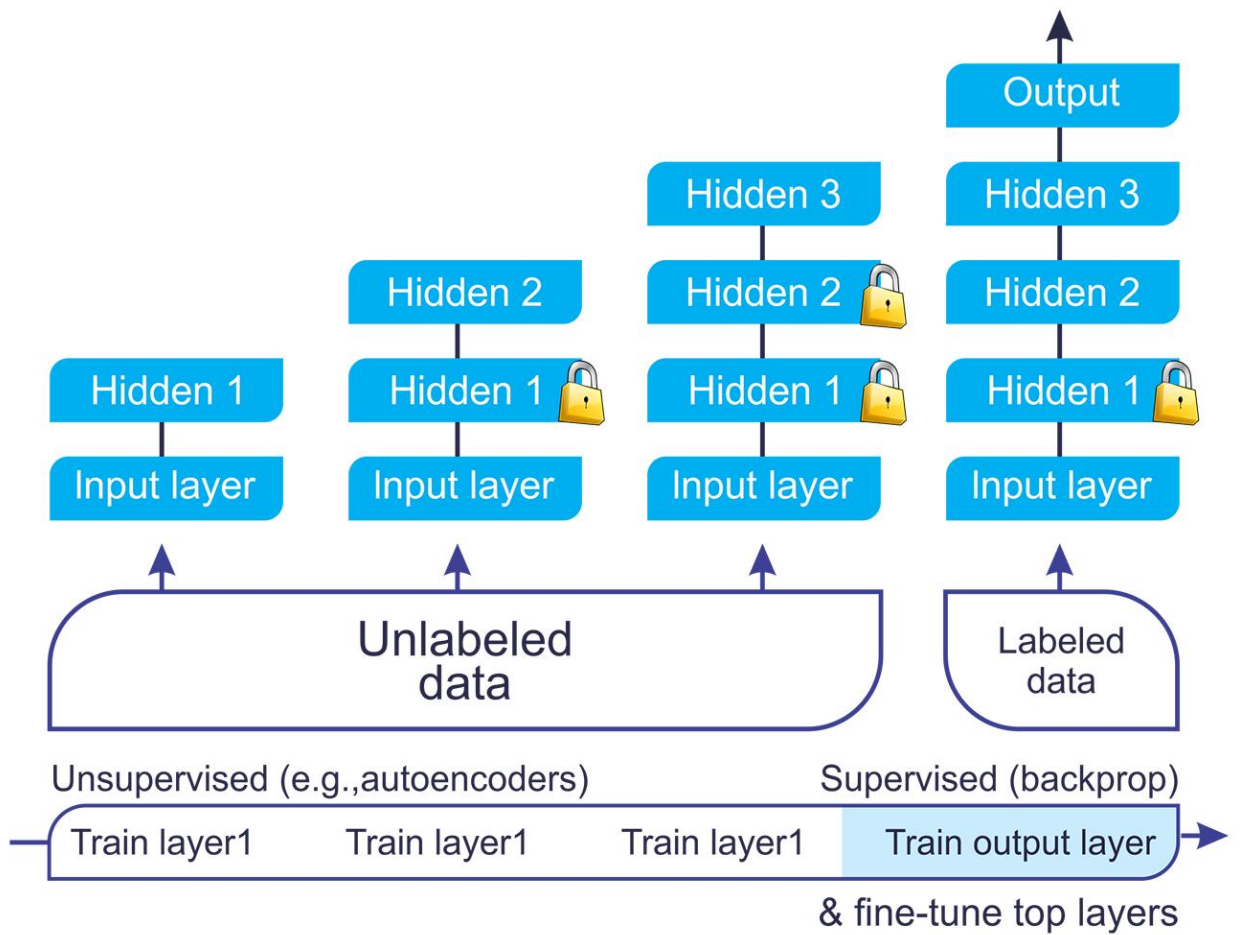 Output
Hidden 3
Hidden 3
Hidden 2
Hidden 2
Hidden 2
Hidden 1
Hidden 1
Hidden 1
Hidden 1
Input layer
Input layer
Input layer
Input layer
Unlabeled
data
Labeled
data
Unsupervised (e.g.,autoencoders)
Supervised (backprop)
Train layer1
Train layer1
Train layer1
Train output layer
& fine-tune top layers